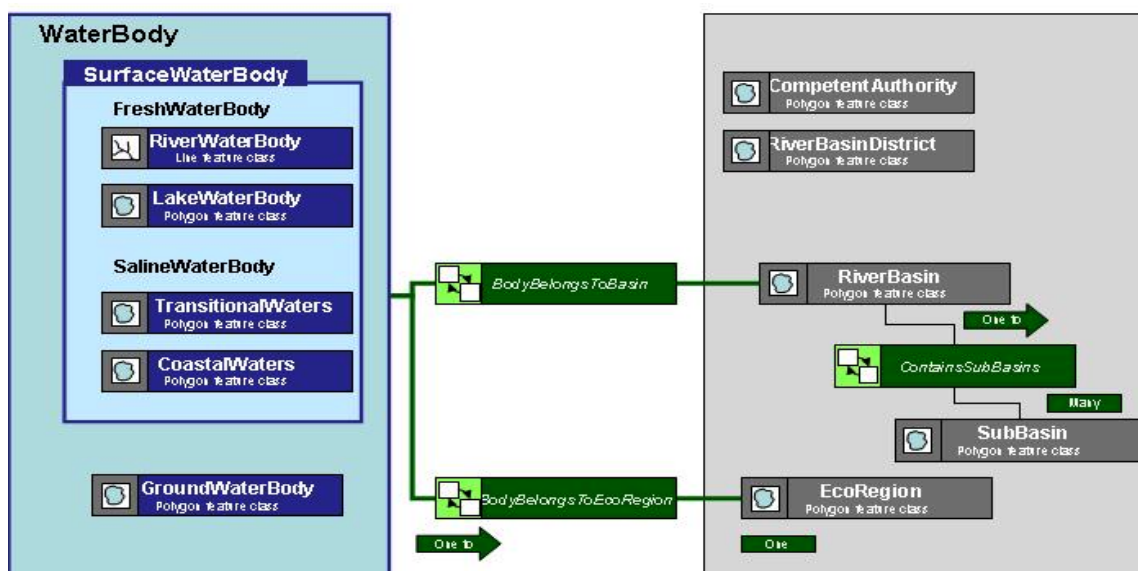 WaterBody
SurfaceWaterBody
FreshWaterBody
RiverWaterBody
Line feature class
LakeWaterBody
Polygon feature class
SalineWaterBody
TransitionalWaters
Polygon feature class
CoastalWaters
Polygon feature class
GroundWaterBody
Polygon feature class
BodyBelongsToBasin
BodyBelongsToEcoRegion
One to
CompetentAuthority
Polygon feature class
RiverBasinDistrict
Polygon feature class
RiverBasin
Polygon feature class
One to
ContainsSubBasins
Many
SubBasin
Polygon feature class
EcoRegion
Polygon feature class
One